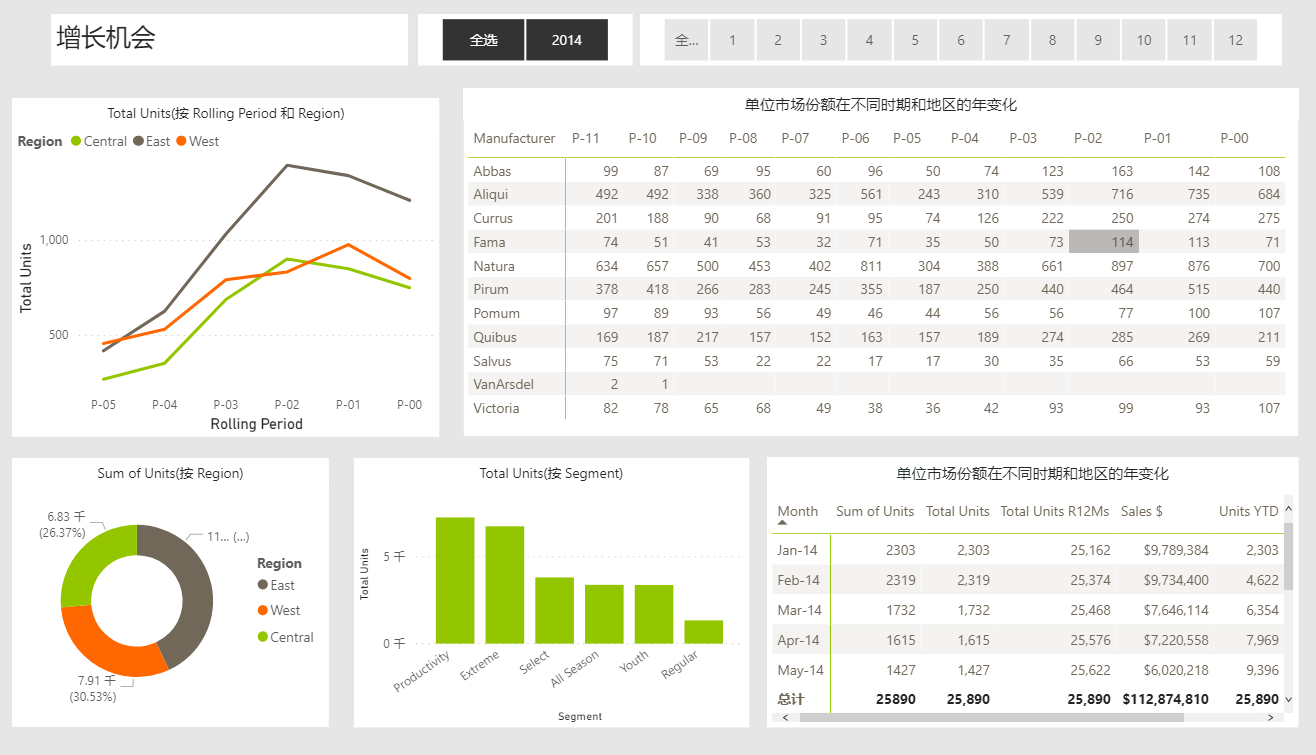 增长机会
全选 2014
全... 1 2 3 4 5 6 7 8 9 10 11 12
Total Units(按 Rolling Period 和 Region)
Region Central East West
1,000
500
Total Units
P-05 P-04 P-03 P-02 P-01 P-00
Rolling Period
单位市场份额在不同时期和地区的年变化
Manufacturer P-11 P-10 P-09 P-08 P-07 P-06 P-05 P-04 P-03 P-02 P-01 P-00
Abbas 99 87 69 95 60 96 50 74 123 163 142 108
Aliqui 492 492 338 360 325 561 243 310 539 716 735 684
Currus 201 188 90 68 91 95 74 126 222 250 274 275
Fama 74 51 41 53 32 71 35 50 73 114 113 71
Natura 634 657 500 453 402 811 304 388 661 897 876 700
Pirum 378 418 266 283 245 355 187 250 440 464 515 440
Pomum 97 89 93 56 49 46 44 56 56 77 100 107
Quibus 169 187 217 157 152 163 157 189 274 285 269 211
Salvus 75 71 53 22 22 17 17 30 35 66 53 59
VanArsdel 2 1
Victoria 82 78 65 68 49 38 36 42 93 99 93 107
Sum of Units(按 Region)
6.83 千
(26.37%)
11... (...)
7.91 千
(30.53%)
Region
East
West
Central
Total Units(按 Segment)
Total Units
5 千
0 千
Productivity Extreme Select All Season Youth Regular
Segment
单位市场份额在不同时期和地区的年变化
Month Sum of Units Total Units Total Units R12Ms Sales $ Units YTD
Jan-14 2303 2,303 25,162 $9,789,384 2,303
Feb-14 2319 2,319 25,374 $9,734,400 4,622
Mar-14 1732 1,732 25,468 $7,646,114 6,354
Apr-14 1615 1,615 25,576 $7,220,558 7,969
May-14 1427 1,427 25,622 $6,020,218 9,396
总计 25890 25,890 25,890 $112,874,810 25,890